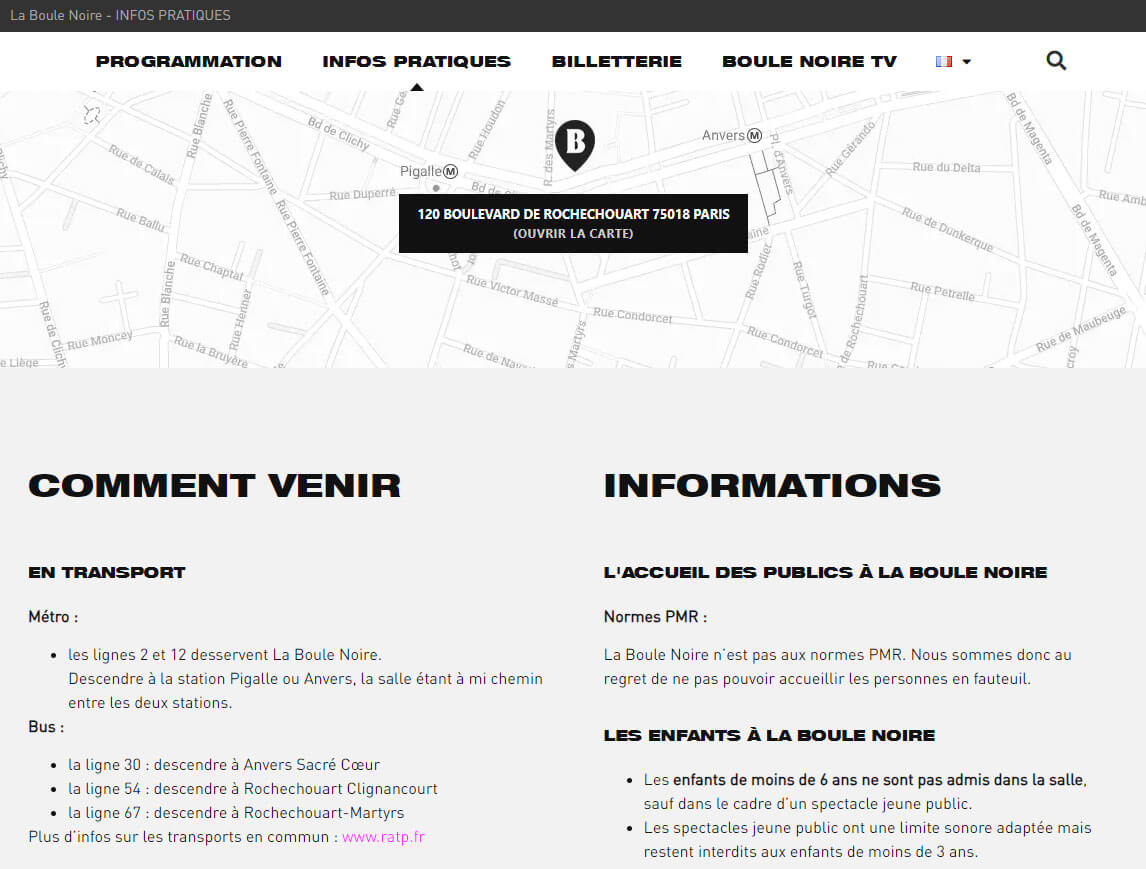 La Boule Noire - INFOS PRATIQUES
PROGRAMMATION INFOS PRATIQUES BILLETTERIE BOULE NOIRE TV
Rue Blanche
Rue Pierre Fontaine
Bd de Clichy
Rue Houdon
R. des Martyrs
B
Anvers M
Pl. d'Anvers
Rue Gérando
Bd de Magenta
Rue de Calais
Pigalle M
Rue Duperré
Rue du Delta
120 BOULEVARD DE ROCHECHOUART 75018 PARIS
(OUVRIR LA CARTE)
Rue Ballu
Rue Pierre Fontaine
Rue de Dunkerque
Bd de Magenta
Rue Chaptal
Rue Blanche
Rue Victor Massé
Rue Rodier
Rue Turgot
Rue Petrelle
Rue Henner
Rue Condorcet
Rue Moncey
Rue la Bruyère
Rue Condorcet
Rue de Maubeuge
COMMENT VENIR
EN TRANSPORT
Métro :
les lignes 2 et 12 desservent La Boule Noire.
Descendre à la station Pigalle ou Anvers, la salle étant à mi chemin
entre les deux stations.
Bus :
la ligne 30 : descendre à Anvers Sacré Cœur
la ligne 54 : descendre à Rochechouart Clignancourt
la ligne 67 : descendre à Rochechouart-Martyrs
Plus d'infos sur les transports en commun : www.ratp.fr
INFORMATIONS
L'ACCUEIL DES PUBLICS À LA BOULE NOIRE
Normes PMR :
La Boule Noire n'est pas aux normes PMR. Nous sommes donc au
regret de ne pas pouvoir accueillir les personnes en fauteuil.
LES ENFANTS À LA BOULE NOIRE
Les enfants de moins de 6 ans ne sont pas admis dans la salle,
sauf dans le cadre d'un spectacle jeune public.
Les spectacles jeune public ont une limite sonore adaptée mais
restent interdits aux enfants de moins de 3 ans.